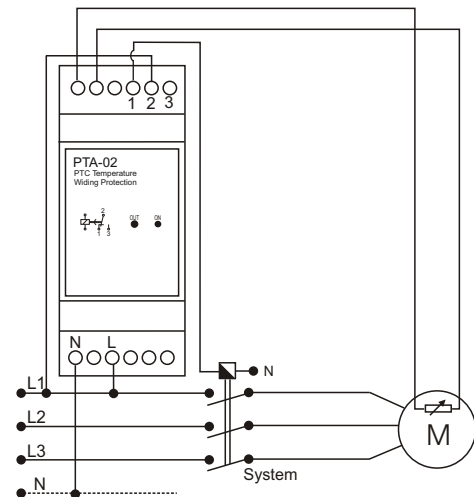 1 2 3
PTA-02
PTC Temperature
Widing Protection
2
1 3
OUT
ON
N L
N
L1
L2
L3
N
System
M